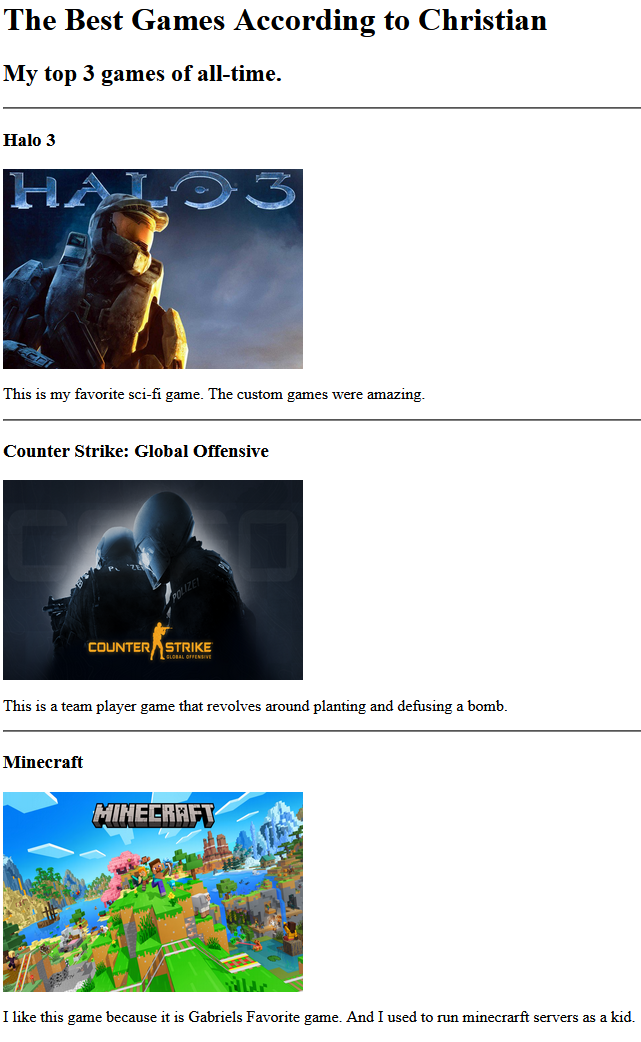 The Best Games According to Christian
My top 3 games of all-time.
Halo 3
HALO 3
This is my favorite sci-fi game. The custom games were amazing.
Counter Strike: Global Offensive
CSGO
POLIZEI
COUNTER STRIKE
GLOBAL OFFENSIVE
This is a team player game that revolves around planting and defusing a bomb.
Minecraft
MINECRAFT
I like this game because it is Gabriels Favorite game. And I used to run minecrarft servers as a kid.